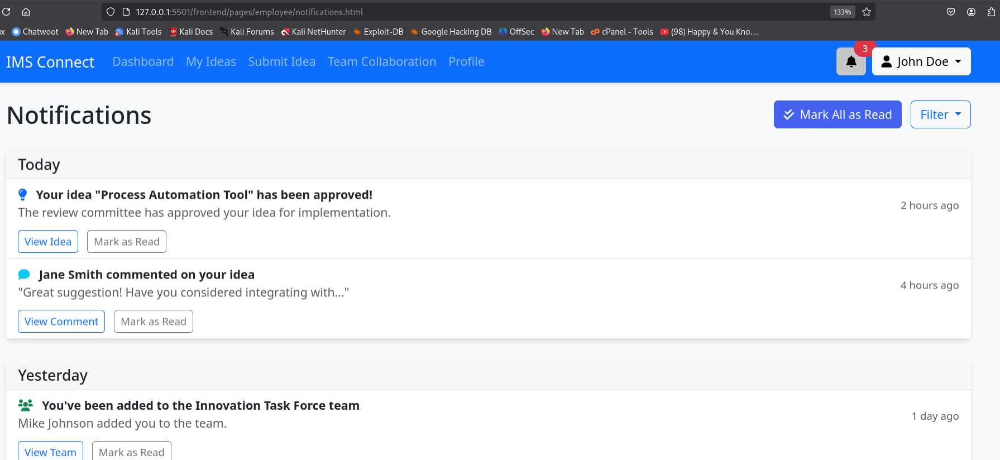 127.0.0.1:5501/frontend/pages/employee/notifications.html 133%
x Chatwoot New Tab Kali Tools Kali Docs Kali Forums Kali NetHunter Exploit-DB Google Hacking DB OffSec New Tab cPanel - Tools (98) Happy & You Kno…
IMS Connect Dashboard My Ideas Submit Idea Team Collaboration Profile 3 John Doe
Notifications Mark All as Read Filter
Today
Your idea "Process Automation Tool" has been approved!
The review committee has approved your idea for implementation. 2 hours ago
View Idea Mark as Read
Jane Smith commented on your idea
"Great suggestion! Have you considered integrating with..." 4 hours ago
View Comment Mark as Read
Yesterday
You've been added to the Innovation Task Force team
Mike Johnson added you to the team. 1 day ago
View Team Mark as Read